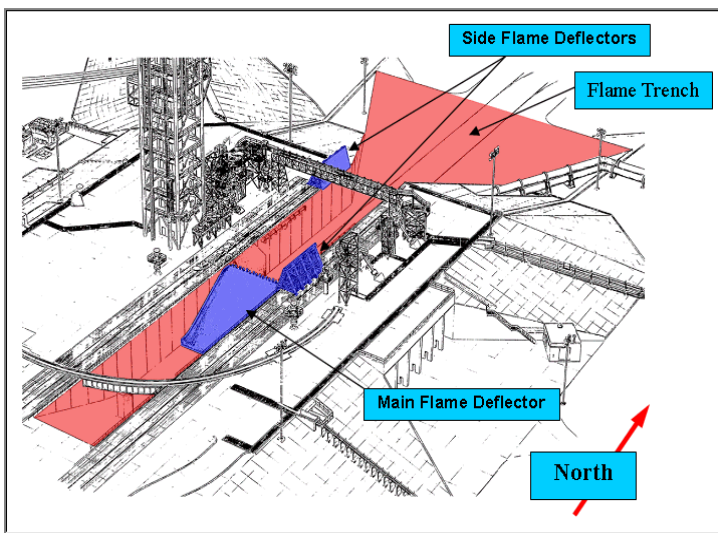 Side Flame Deflectors
Flame Trench
Main Flame Deflector
North